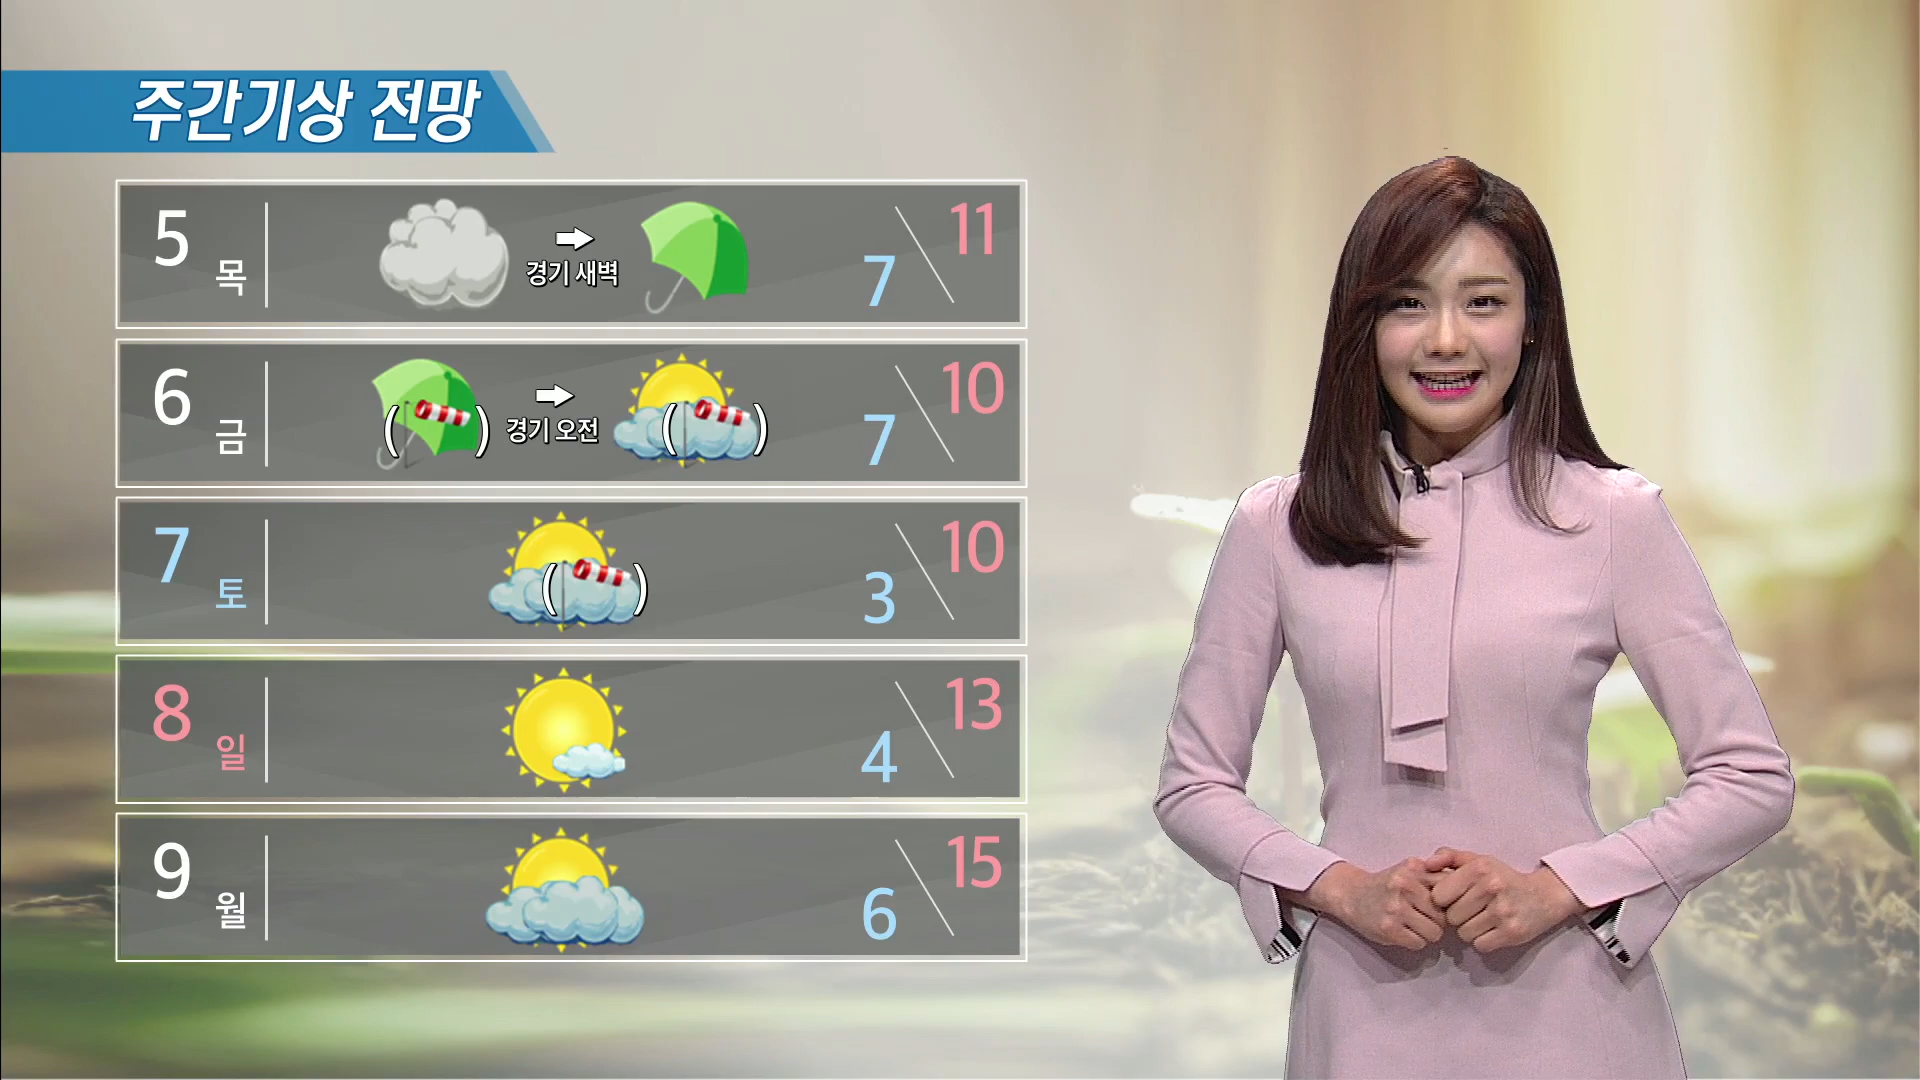 주간기상 전망
5 목 경기 새벽 7 11
6 금 ( ) 경기 오전 ( ) 7 10
7 토 ( ) 3 10
8 일 4 13
9 월 6 15